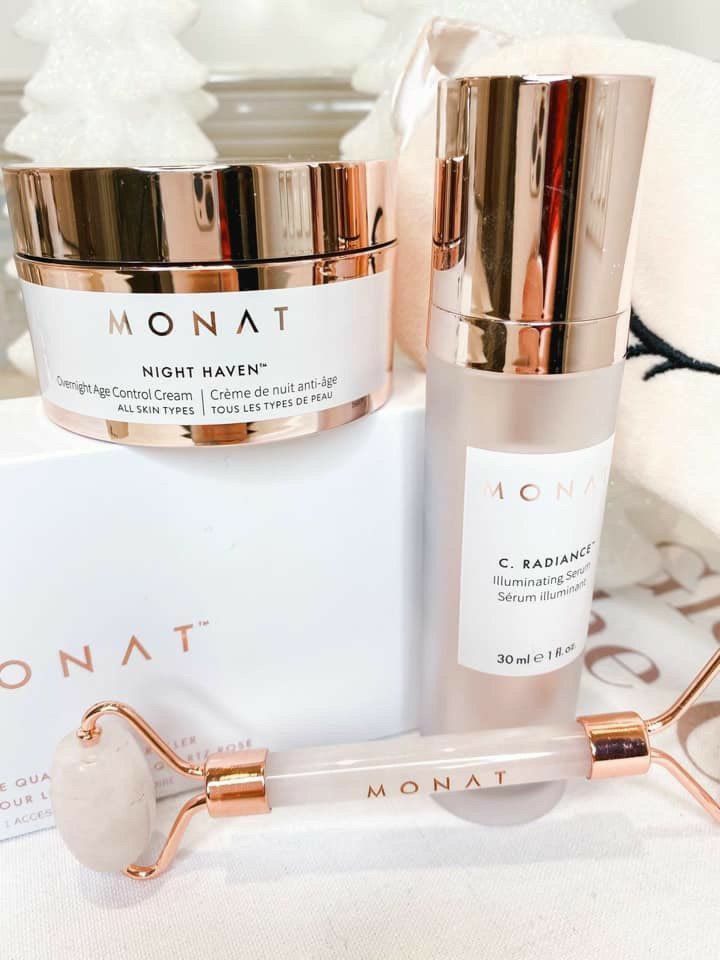 MONAT
NIGHT HAVEN™
Overnight Age Control Cream | Crème de nuit anti-âge
ALL SKIN TYPES | TOUS LES TYPES DE PEAU
MONAT
C. RADIANCE™
Illuminating Serum
Sérum illuminant
30 ml e 1 fl. oz.
ONAT™
MONAT